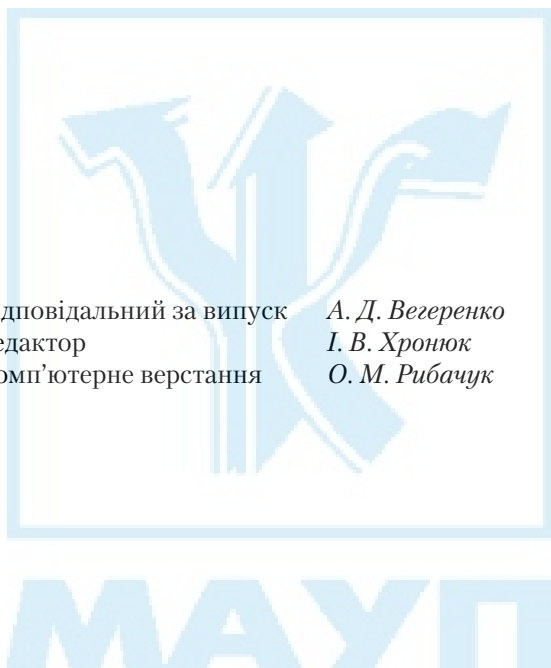 дповідальний за випуск А. Д. Вегеренко
едактор І. В. Хронюк
омп’ютерне верстання О. М. Рибачук
МАУП